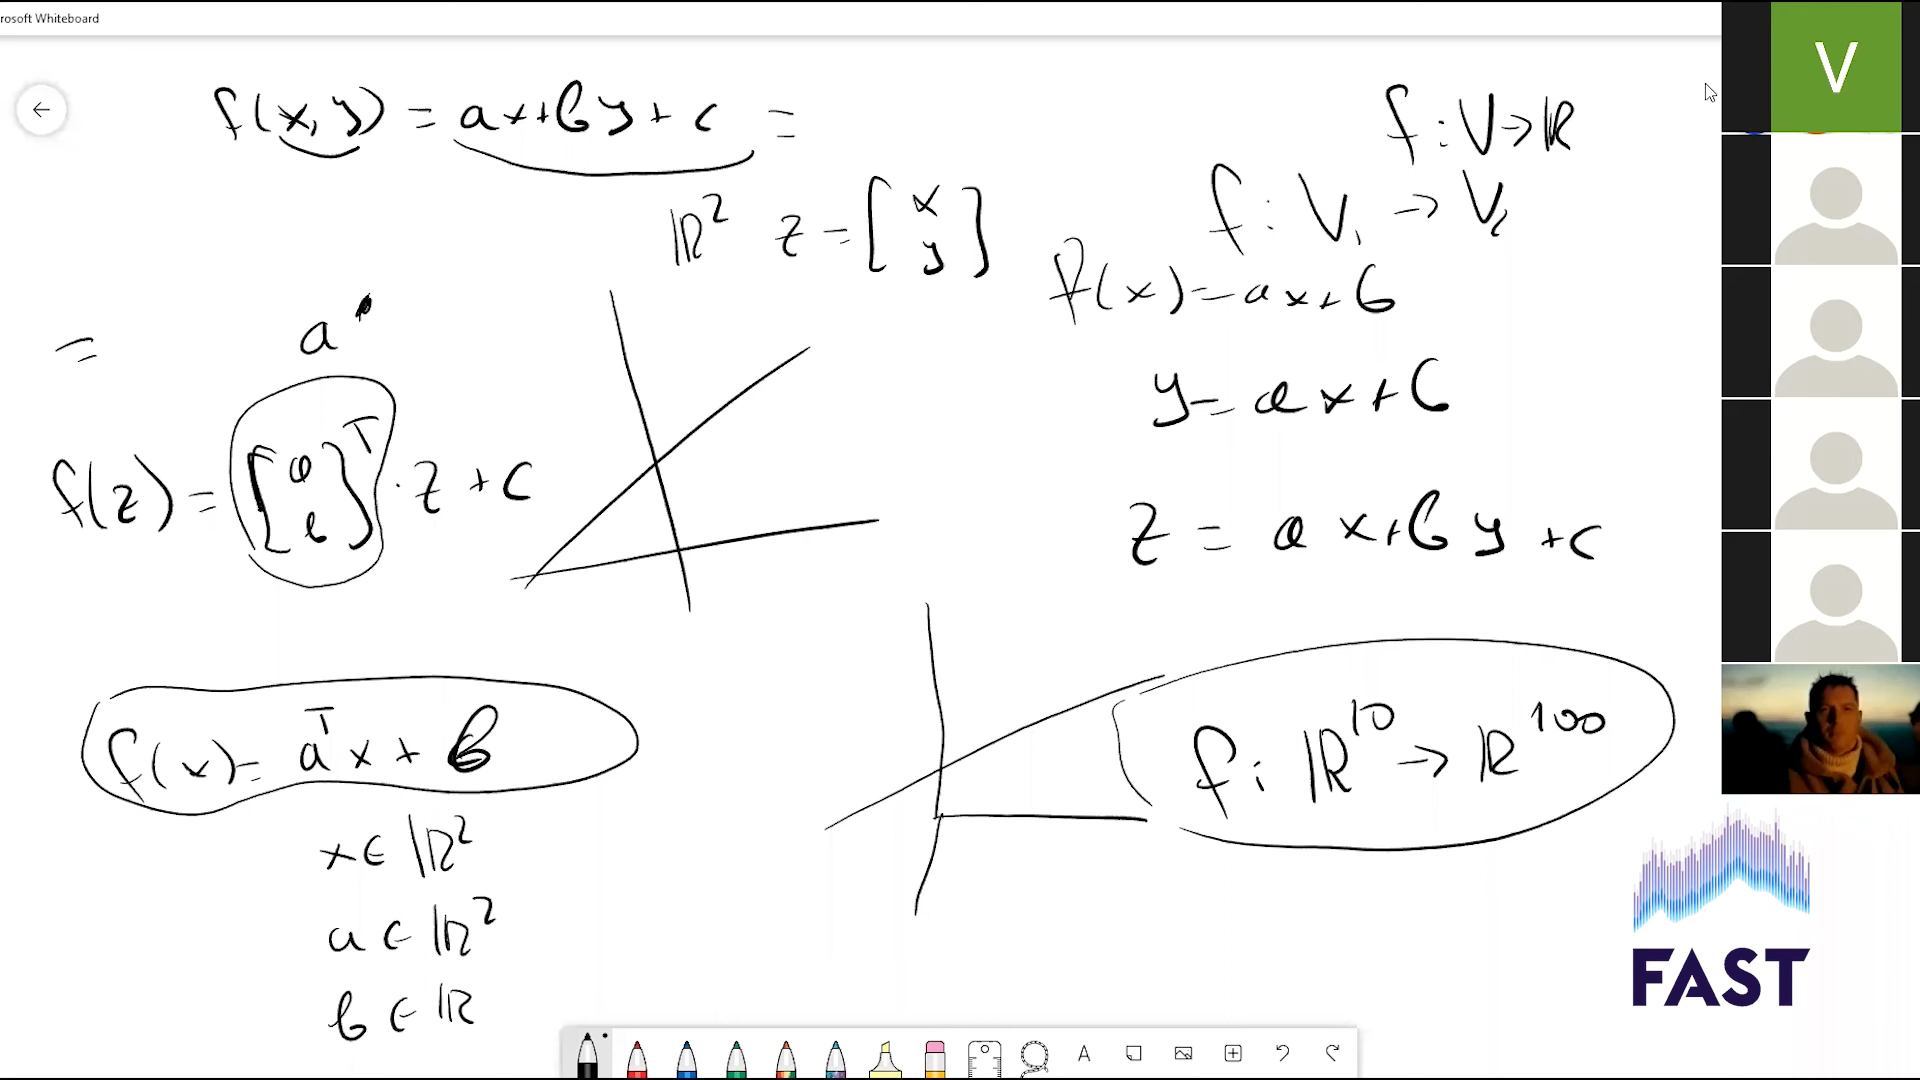 rosoft Whiteboard
f(x, y) = ax+by+c =
f : V→ℝ
f : V₁ → V₂
ℝ² z = [x y]
f(x) = ax+b
= a
y = ax+b
f(z) = [a b]ᵀ · z + c
z = ax+by+c
f(x) = aᵀx + b
f : ℝ¹⁰ → ℝ¹⁰⁰
x ∈ ℝ²
a ∈ ℝ²
b ∈ ℝ
V
FAST
A